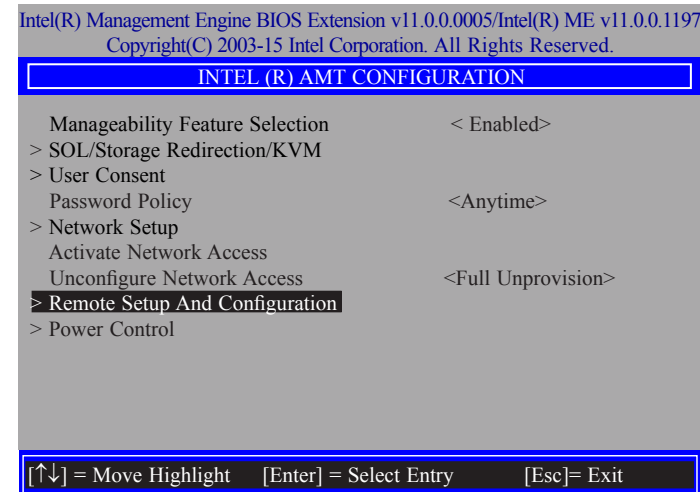 Intel(R) Management Engine BIOS Extension v11.0.0.0005/Intel(R) ME v11.0.0.1197
Copyright(C) 2003-15 Intel Corporation. All Rights Reserved.
INTEL (R) AMT CONFIGURATION
Manageability Feature Selection < Enabled>
> SOL/Storage Redirection/KVM
> User Consent
Password Policy <Anytime>
> Network Setup
Activate Network Access
Unconfigure Network Access <Full Unprovision>
> Remote Setup And Configuration
> Power Control
[↑↓] = Move Highlight [Enter] = Select Entry [Esc]= Exit